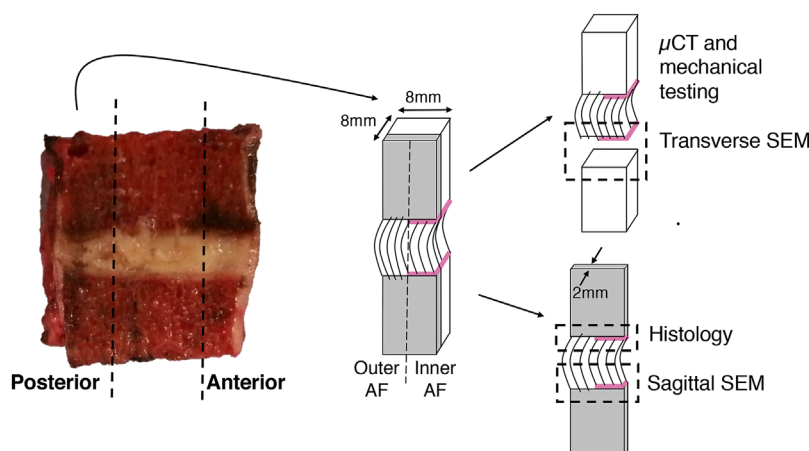 Posterior
Anterior
8mm
8mm
Outer
AF
Inner
AF
µCT and
mechanical
testing
Transverse SEM
2mm
Histology
Sagittal SEM